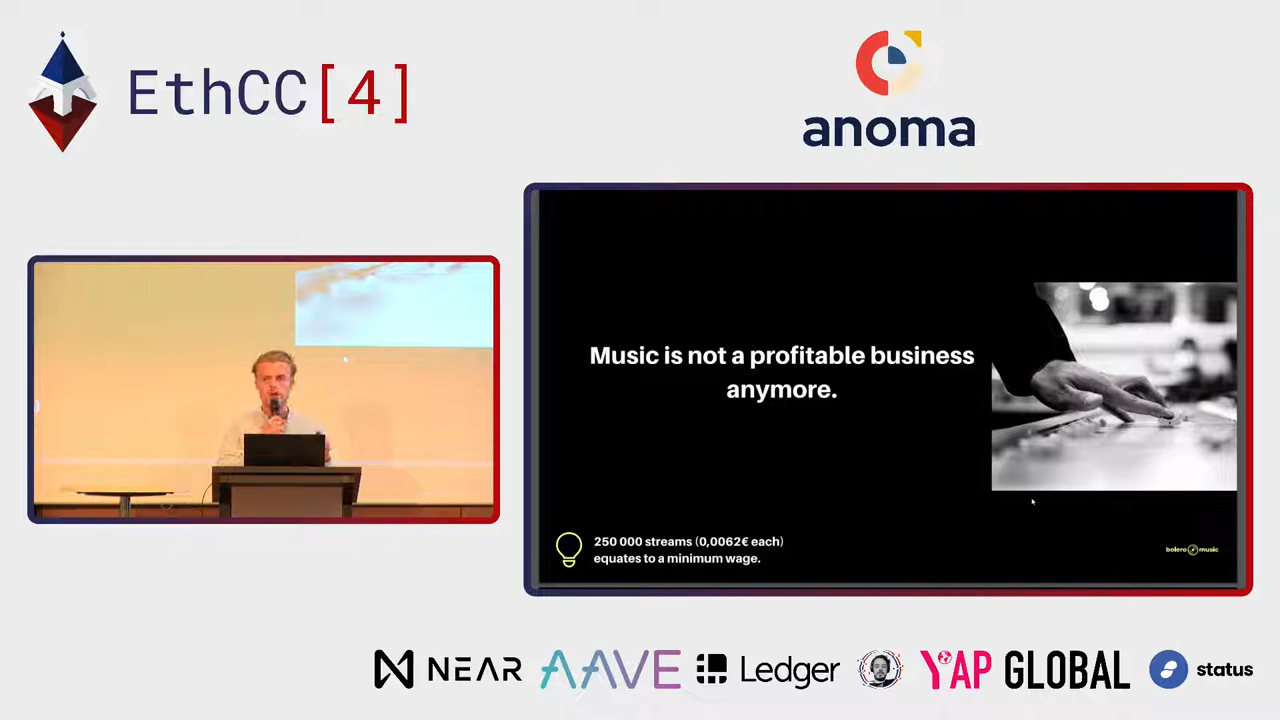 EthCC[4]
anoma
Music is not a profitable business
anymore.
250 000 streams (0,0062€ each)
equates to a minimum wage.
bolero music
NEAR
AAVE
Ledger
YAP GLOBAL
status